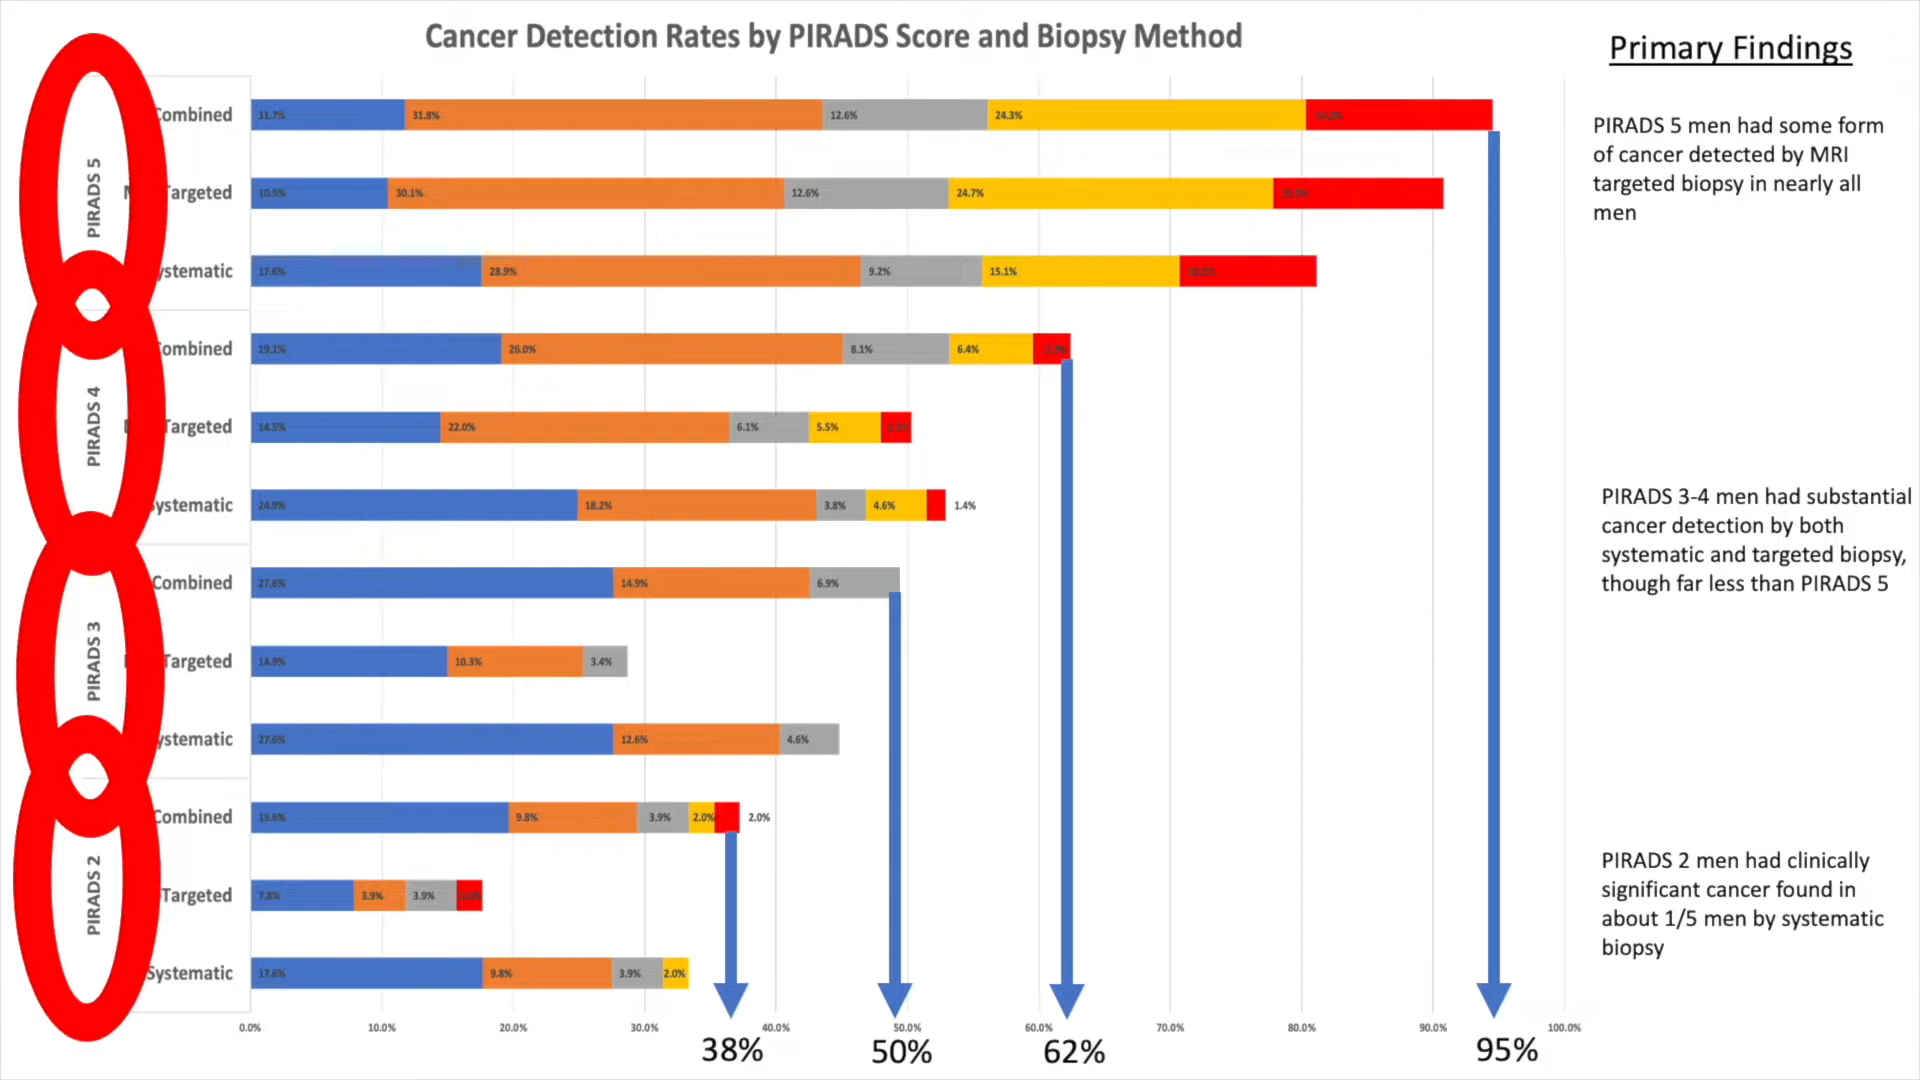 Cancer Detection Rates by PIRADS Score and Biopsy Method
Primary Findings
PIRADS 5
Combined
11.7% 31.8% 12.6% 24.3%
Targeted
10.5% 30.1% 12.6% 24.7%
Systematic
17.6% 28.9% 9.2% 15.1%
PIRADS 5 men had some form
of cancer detected by MRI
targeted biopsy in nearly all
men
PIRADS 4
Combined
19.1% 26.0% 8.1% 6.4%
Targeted
14.5% 22.0% 6.1% 5.5%
Systematic
24.9% 18.2% 3.8% 4.6% 1.4%
PIRADS 3
Combined
27.6% 14.9% 6.9%
Targeted
14.9% 10.3% 3.4%
Systematic
27.6% 12.6% 4.6%
PIRADS 3-4 men had substantial
cancer detection by both
systematic and targeted biopsy,
though far less than PIRADS 5
PIRADS 2
Combined
19.6% 9.8% 3.9% 2.0% 2.0%
Targeted
7.8% 3.9% 3.9%
Systematic
17.6% 9.8% 3.9% 2.0%
PIRADS 2 men had clinically
significant cancer found in
about 1/5 men by systematic
biopsy
0.0% 10.0% 20.0% 30.0% 40.0% 50.0% 60.0% 70.0% 80.0% 90.0% 100.0%
38% 50% 62% 95%